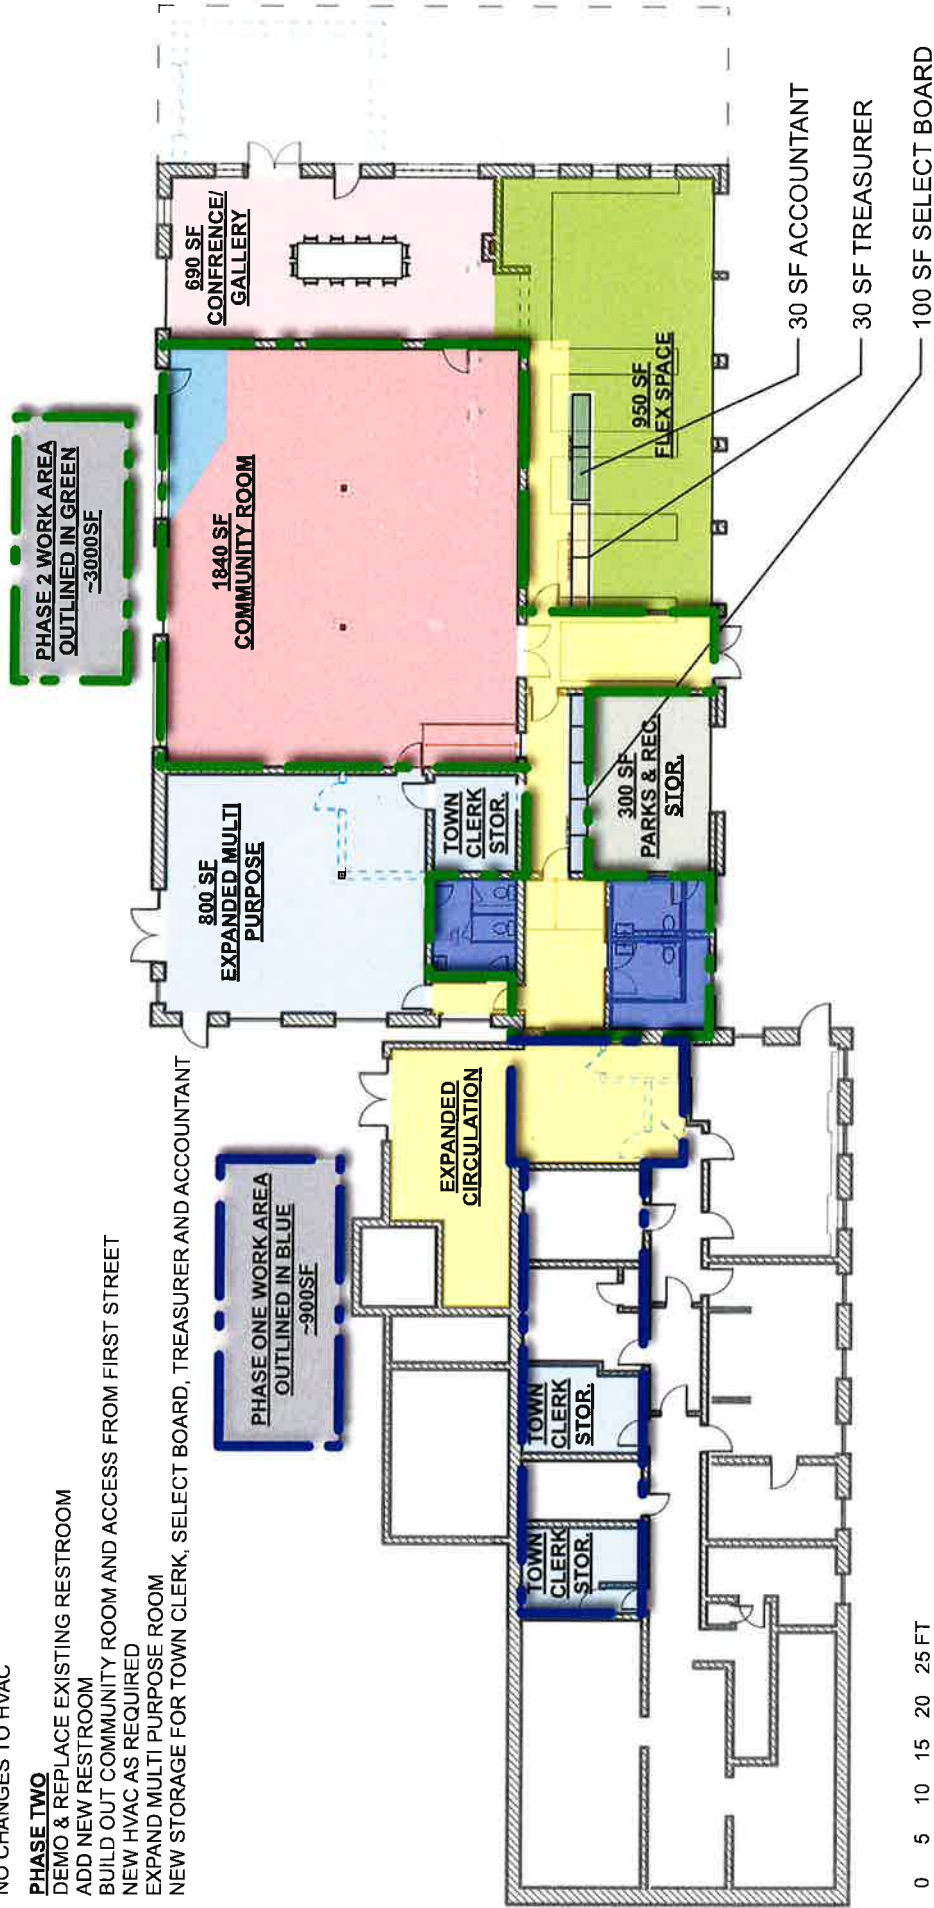 NO CHANGES TO HVAC
PHASE TWO
DEMO & REPLACE EXISTING RESTROOM
ADD NEW RESTROOM
BUILD OUT COMMUNITY ROOM AND ACCESS FROM FIRST STREET
NEW HVAC AS REQUIRED
EXPAND MULTI PURPOSE ROOM
NEW STORAGE FOR TOWN CLERK, SELECT BOARD, TREASURER AND ACCOUNTANT
PHASE ONE WORK AREA
OUTLINED IN BLUE
~900SF
PHASE 2 WORK AREA
OUTLINED IN GREEN
~3000SF
800 SF
EXPANDED MULTI
PURPOSE
1840 SF
COMMUNITY ROOM
690 SF
CONFRENCE/
GALLERY
EXPANDED
CIRCULATION
TOWN
CLERK
STOR.
TOWN
CLERK
STOR.
TOWN
CLERK
STOR.
300 SF
PARKS & REC.
STOR.
950 SF
FLEX SPACE
30 SF ACCOUNTANT
30 SF TREASURER
100 SF SELECT BOARD
0 5 10 15 20 25 FT